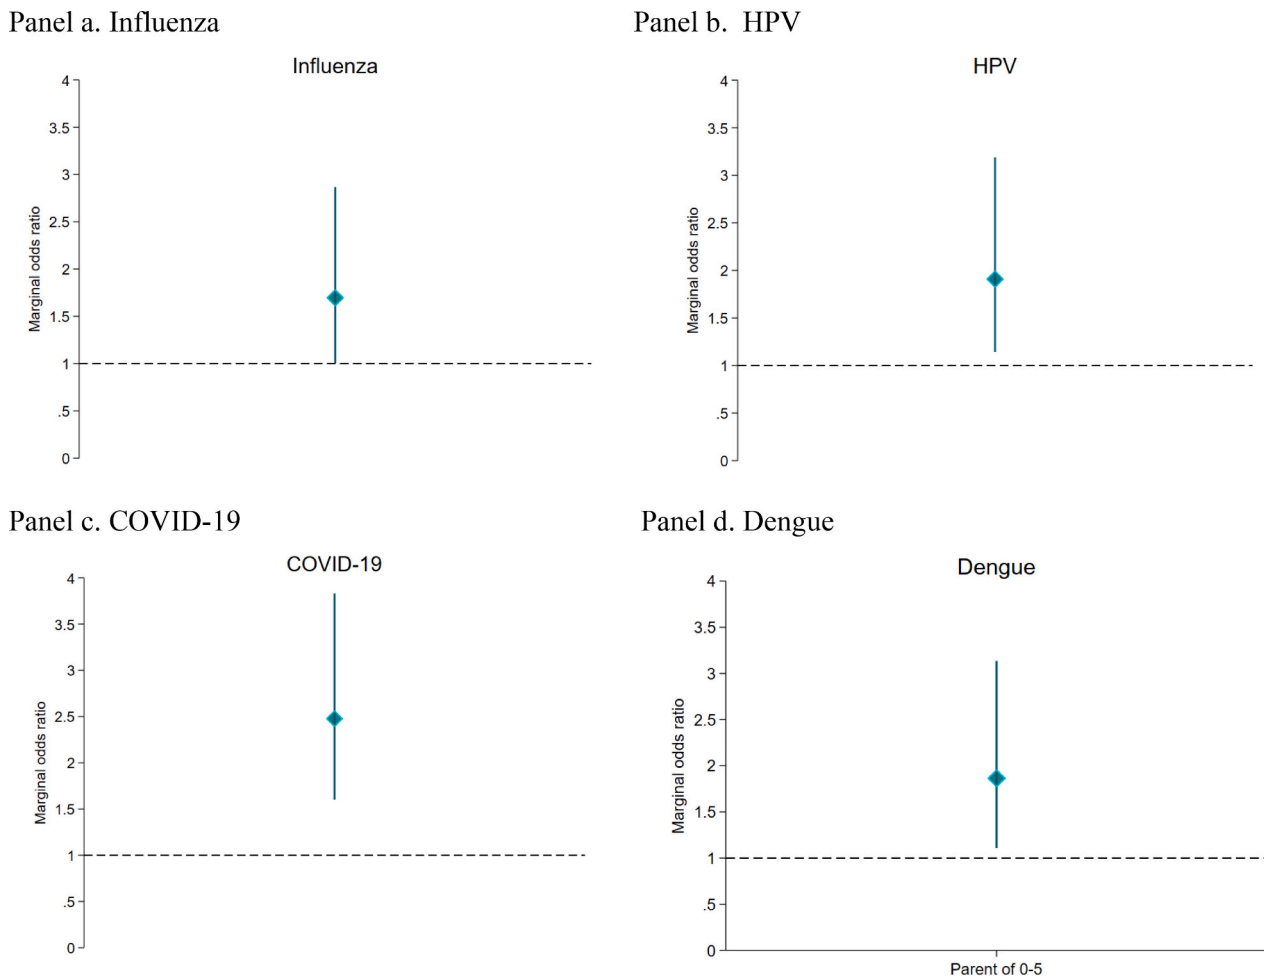 Panel a. Influenza
Influenza
Marginal odds ratio
4
3.5
3
2.5
2
1.5
1
.5
0
Panel b. HPV
HPV
Marginal odds ratio
4
3.5
3
2.5
2
1.5
1
.5
0
Panel c. COVID-19
COVID-19
Marginal odds ratio
4
3.5
3
2.5
2
1.5
1
.5
0
Panel d. Dengue
Dengue
Marginal odds ratio
4
3.5
3
2.5
2
1.5
1
.5
0
Parent of 0-5